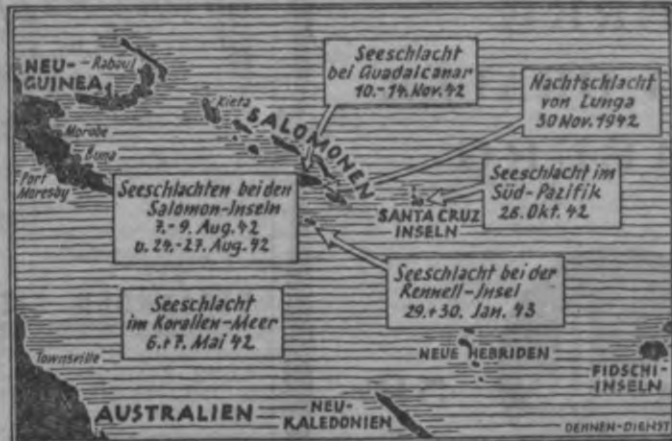 NEU-
GUINEA
Rabaul
Kieta
SALOMONEN
Morobe
Buna
Port
Moresby
Seeschlacht
bei Guadalcanar
10.-14. Nov. 42
Nachtschlacht
von Lunga
30 Nov. 1942
Seeschlacht im
Süd-Pazifik
26. Okt. 42
SANTA CRUZ
INSELN
Seeschlachten bei den
Salomon-Inseln
7.-9. Aug. 42
u. 24.-27. Aug. 42
Seeschlacht bei der
Rennell-Insel
29.+30. Jan. 43
Seeschlacht
im Korallen-Meer
6.+7. Mai 42
Townsville
NEUE HEBRIDEN
FIDSCHI-
INSELN
AUSTRALIEN
NEU-
KALEDONIEN
DEHNEN-DIENST